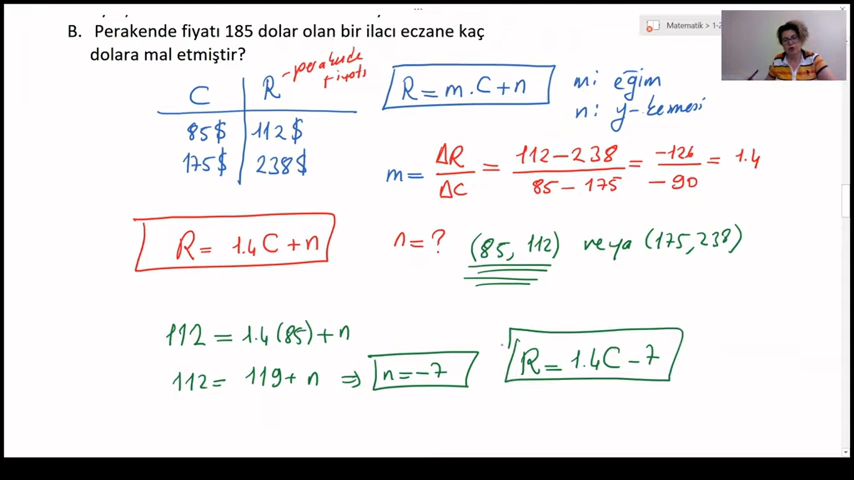 B. Perakende fiyatı 185 dolar olan bir ilacı eczane kaç
dolara mal etmiştir?
Matematik > 1-2
C R - perakende fiyatı
85$ 112$
175$ 238$
R = m.C+n
m: eğim
n: y-kesmesi
m = ΔR/ΔC = 112-238/85-175 = -126/-90 = 1.4
R = 1.4C+n
n=? (85, 112) veya (175,238)
112 = 1.4(85)+n
112 = 119+n ⇒ n=-7
R = 1.4C-7